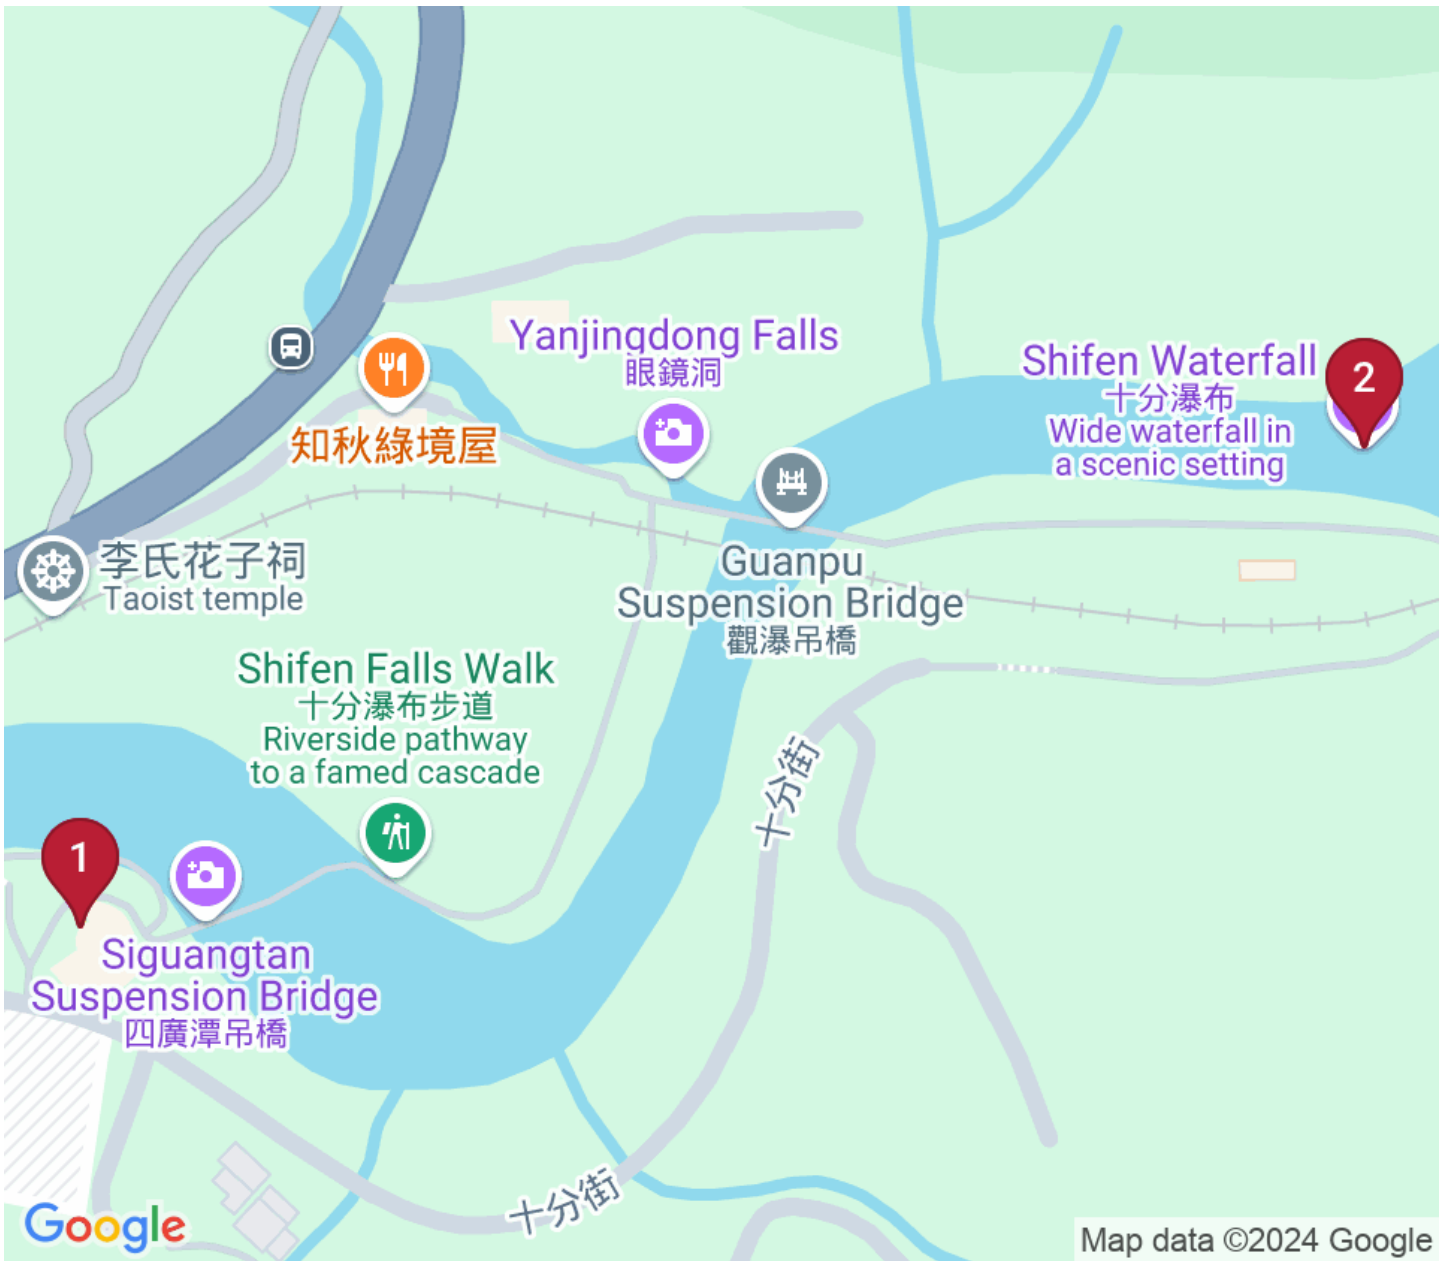 Yanjingdong Falls
眼鏡洞
Shifen Waterfall
十分瀑布
Wide waterfall in
a scenic setting
2
知秋綠境屋
李氏花子祠
Taoist temple
Guanpu
Suspension Bridge
觀瀑吊橋
Shifen Falls Walk
十分瀑布步道
Riverside pathway
to a famed cascade
十分街
1
Siguangtan
Suspension Bridge
四廣潭吊橋
十分街
Google
Map data ©2024 Google